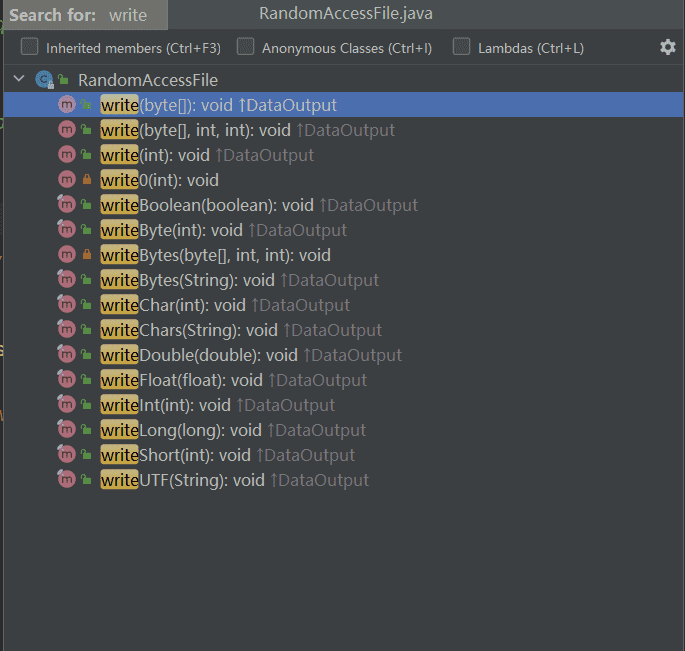 Search for: write RandomAccessFile.java
Inherited members (Ctrl+F3) Anonymous Classes (Ctrl+I) Lambdas (Ctrl+L)
RandomAccessFile
write(byte[]): void ↑DataOutput
write(byte[], int, int): void ↑DataOutput
write(int): void ↑DataOutput
write0(int): void
writeBoolean(boolean): void ↑DataOutput
writeByte(int): void ↑DataOutput
writeBytes(byte[], int, int): void
writeBytes(String): void ↑DataOutput
writeChar(int): void ↑DataOutput
writeChars(String): void ↑DataOutput
writeDouble(double): void ↑DataOutput
writeFloat(float): void ↑DataOutput
writeInt(int): void ↑DataOutput
writeLong(long): void ↑DataOutput
writeShort(int): void ↑DataOutput
writeUTF(String): void ↑DataOutput